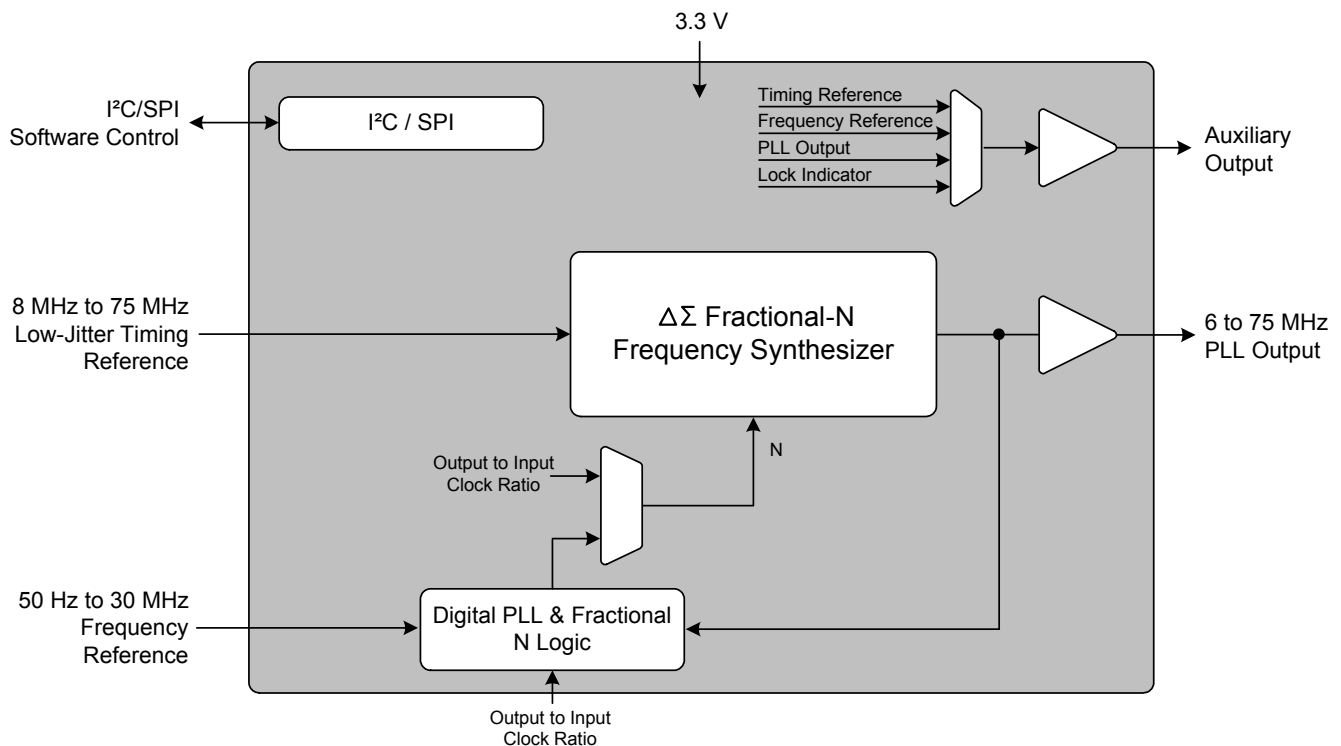 3.3 V
I²C/SPI
Software Control
I²C / SPI
Timing Reference
Frequency Reference
PLL Output
Lock Indicator
Auxiliary
Output
8 MHz to 75 MHz
Low-Jitter Timing
Reference
ΔΣ Fractional-N
Frequency Synthesizer
6 to 75 MHz
PLL Output
N
Output to Input
Clock Ratio
50 Hz to 30 MHz
Frequency
Reference
Digital PLL & Fractional
N Logic
Output to Input
Clock Ratio